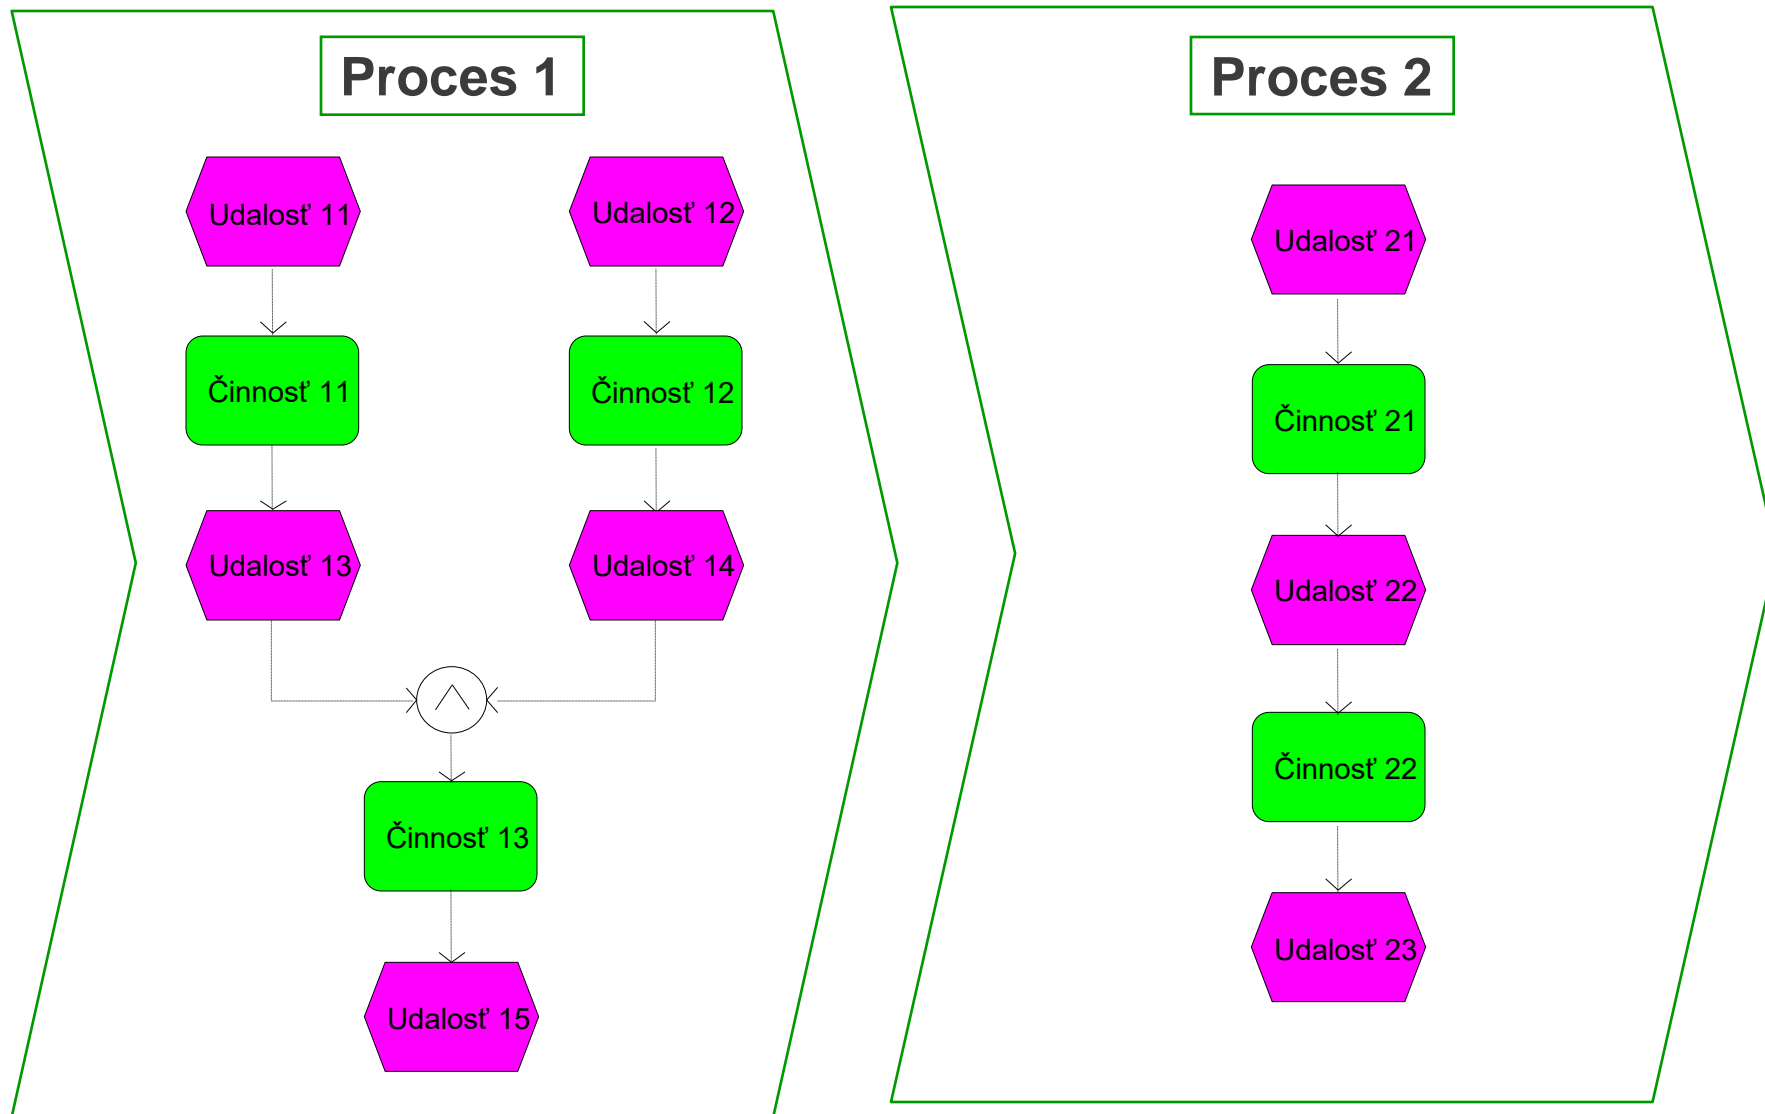 Proces 1
Udalosť 11
Udalosť 12
Činnosť 11
Činnosť 12
Udalosť 13
Udalosť 14
Činnosť 13
Udalosť 15
Proces 2
Udalosť 21
Činnosť 21
Udalosť 22
Činnosť 22
Udalosť 23